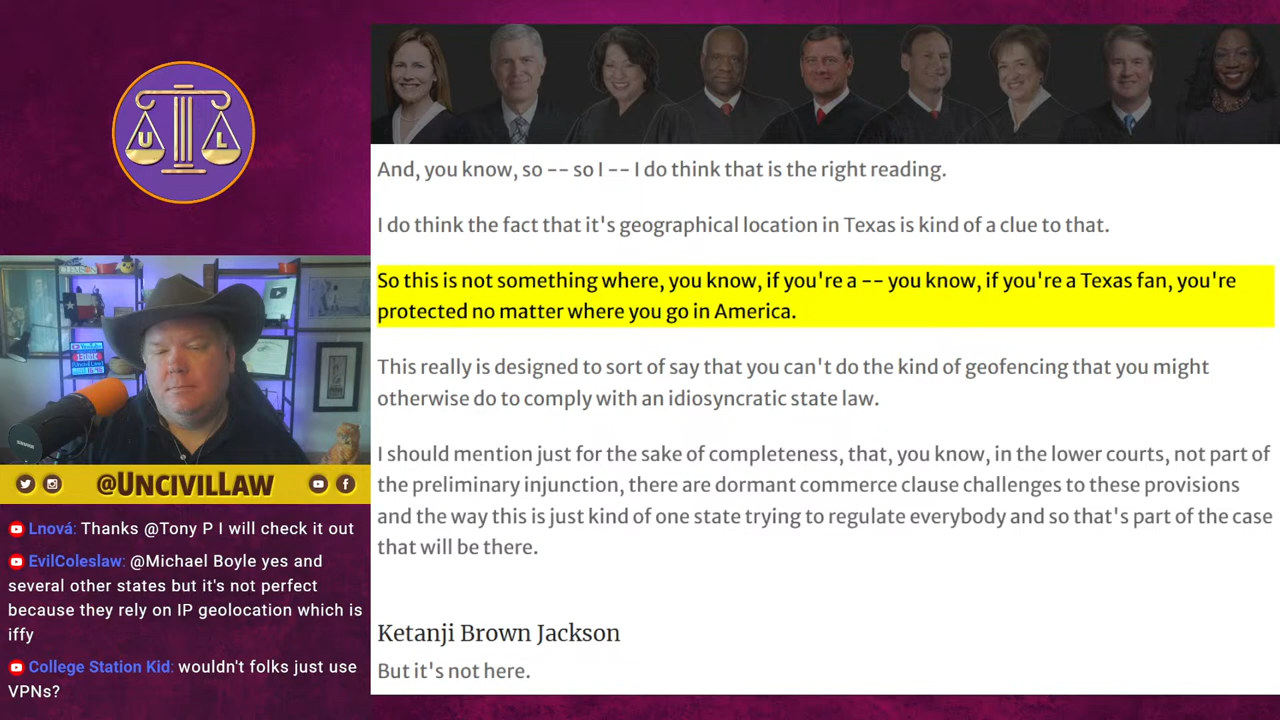 U L
And, you know, so -- so I -- I do think that is the right reading.
I do think the fact that it's geographical location in Texas is kind of a clue to that.
So this is not something where, you know, if you're a -- you know, if you're a Texas fan, you're
protected no matter where you go in America.
This really is designed to sort of say that you can't do the kind of geofencing that you might
otherwise do to comply with an idiosyncratic state law.
I should mention just for the sake of completeness, that, you know, in the lower courts, not part of
the preliminary injunction, there are dormant commerce clause challenges to these provisions
and the way this is just kind of one state trying to regulate everybody and so that's part of the case
that will be there.
Ketanji Brown Jackson
But it's not here.
@UNCIVILLAW
Lnová: Thanks @Tony P I will check it out
EvilColeslaw: @Michael Boyle yes and
several other states but it's not perfect
because they rely on IP geolocation which is
iffy
College Station Kid: wouldn't folks just use
VPNs?